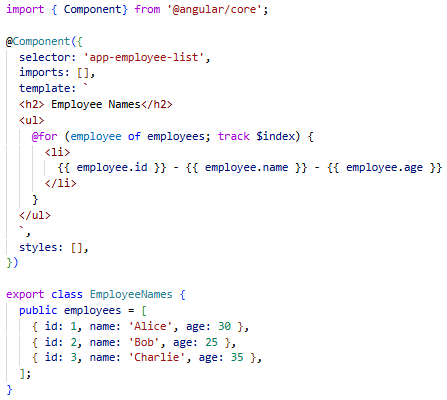 import { Component} from '@angular/core';

@Component({
  selector: 'app-employee-list',
  imports: [],
  template: `
  <h2> Employee Names</h2>
  <ul>
    @for (employee of employees; track $index) {
      <li>
        {{ employee.id }} - {{ employee.name }} - {{ employee.age }}
      </li>
    }
  </ul>
  `,
  styles: [],
})

export class EmployeeNames {
  public employees = [
    { id: 1, name: 'Alice', age: 30 },
    { id: 2, name: 'Bob', age: 25 },
    { id: 3, name: 'Charlie', age: 35 },
  ];
}